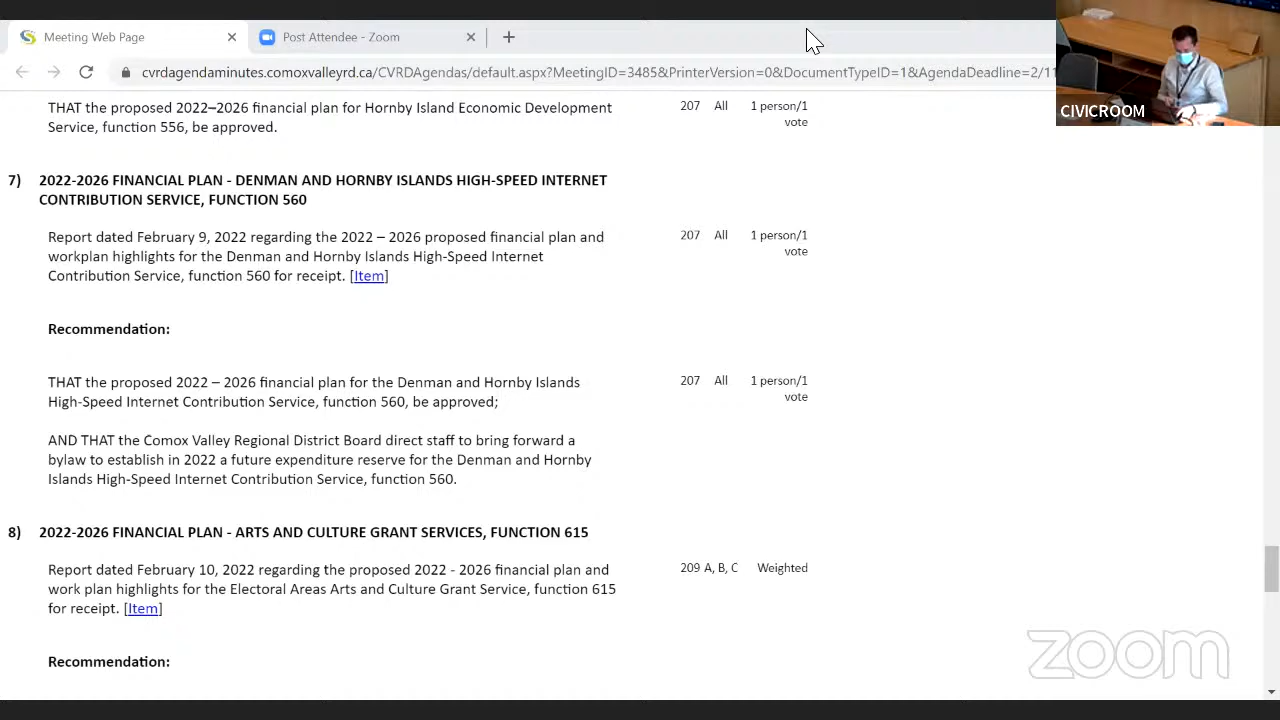 Meeting Web Page
Post Attendee - Zoom
cvrdagendaminutes.comoxvalleyrd.ca/CVRDAgendas/default.aspx?MeetingID=3485&PrinterVersion=0&DocumentTypeID=1&AgendaDeadline=2/11
CIVICROOM
THAT the proposed 2022–2026 financial plan for Hornby Island Economic Development 207 All 1 person/1
Service, function 556, be approved. vote
7) 2022-2026 FINANCIAL PLAN - DENMAN AND HORNBY ISLANDS HIGH-SPEED INTERNET
CONTRIBUTION SERVICE, FUNCTION 560
Report dated February 9, 2022 regarding the 2022 – 2026 proposed financial plan and 207 All 1 person/1
workplan highlights for the Denman and Hornby Islands High-Speed Internet vote
Contribution Service, function 560 for receipt. [Item]
Recommendation:
THAT the proposed 2022 – 2026 financial plan for the Denman and Hornby Islands 207 All 1 person/1
High-Speed Internet Contribution Service, function 560, be approved; vote
AND THAT the Comox Valley Regional District Board direct staff to bring forward a
bylaw to establish in 2022 a future expenditure reserve for the Denman and Hornby
Islands High-Speed Internet Contribution Service, function 560.
8) 2022-2026 FINANCIAL PLAN - ARTS AND CULTURE GRANT SERVICES, FUNCTION 615
Report dated February 10, 2022 regarding the proposed 2022 - 2026 financial plan and 209 A, B, C Weighted
work plan highlights for the Electoral Areas Arts and Culture Grant Service, function 615
for receipt. [Item]
Recommendation:
zoom